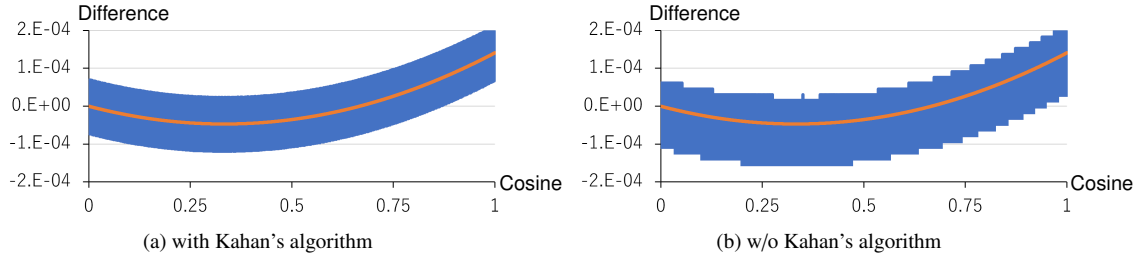 Difference
2.E-04
1.E-04
0.E+00
-1.E-04
-2.E-04
0 0.25 0.5 0.75 1
Cosine
(a) with Kahan's algorithm
Difference
2.E-04
1.E-04
0.E+00
-1.E-04
-2.E-04
0 0.25 0.5 0.75 1
Cosine
(b) w/o Kahan's algorithm